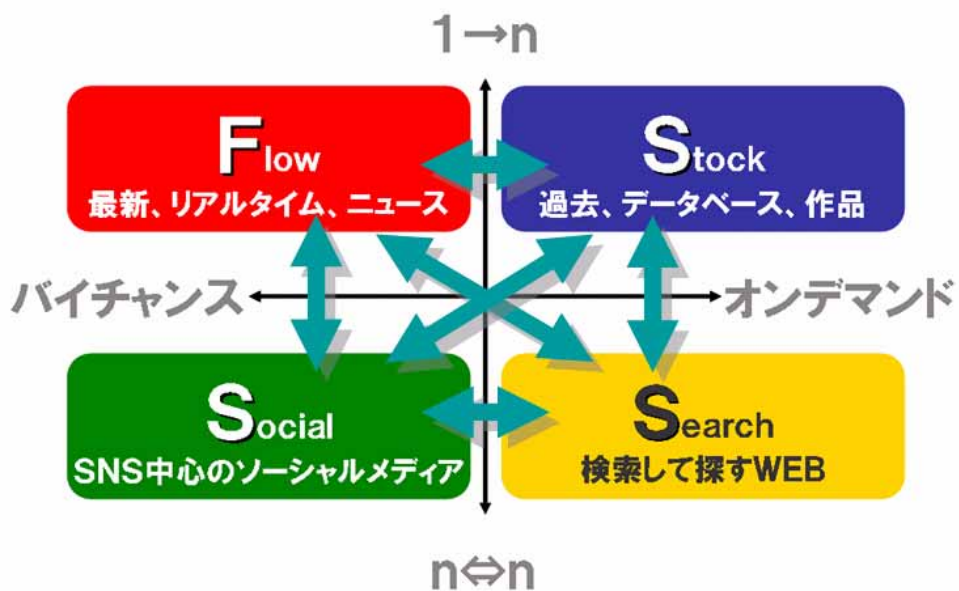 1→n
Flow
最新、リアルタイム、ニュース
Stock
過去、データベース、作品
バイチャンス
オンデマンド
Social
SNS中心のソーシャルメディア
Search
検索して探すWEB
n⇔n